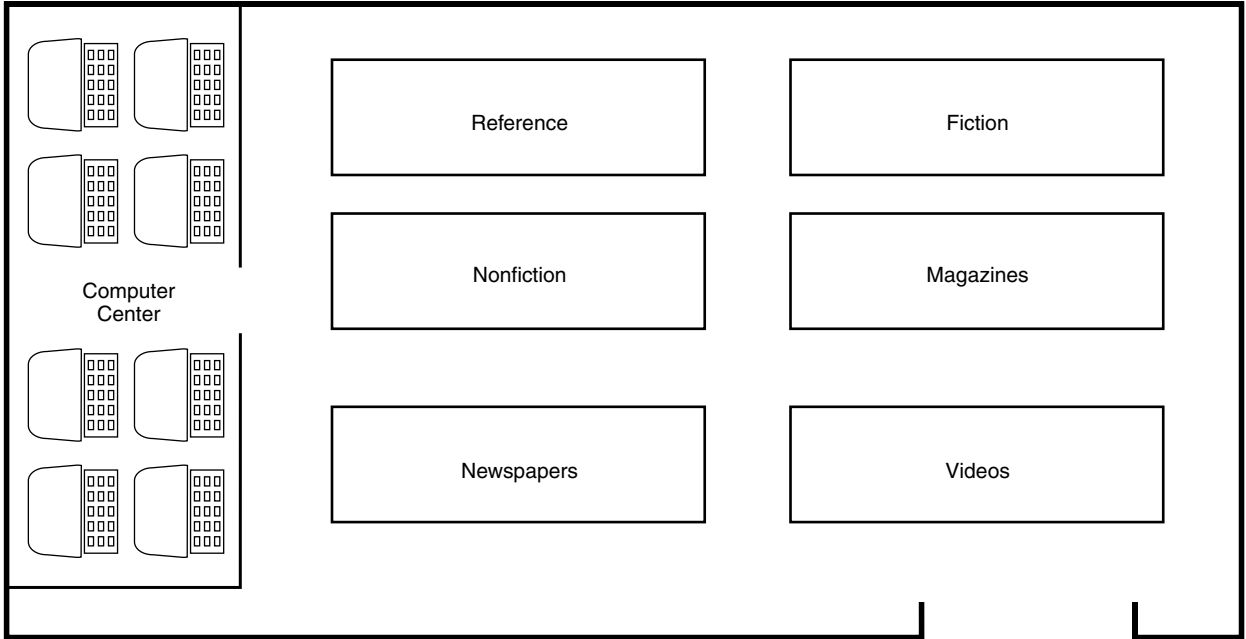 Reference
Fiction
Nonfiction
Magazines
Computer
Center
Newspapers
Videos